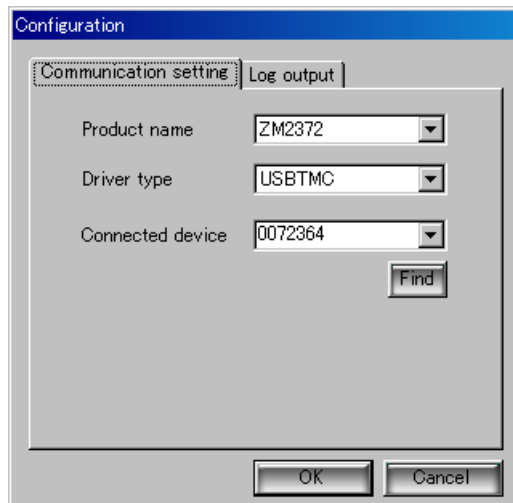 Configuration
Communication setting Log output
Product name ZM2372
Driver type USBTMC
Connected device 0072364
Find
OK Cancel